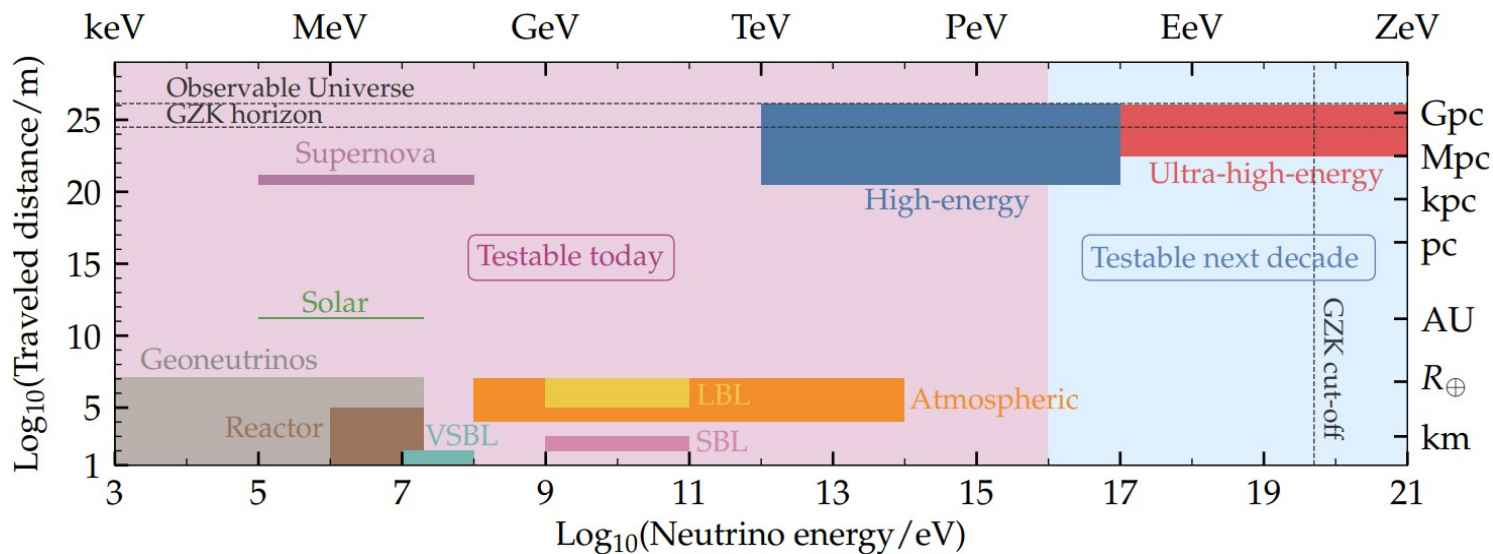 keV MeV GeV TeV PeV EeV ZeV
Observable Universe
GZK horizon
25 Gpc
Supernova
Mpc
Ultra-high-energy
20 kpc
High-energy
pc
Testable today
Testable next decade
15
Solar
AU
10
Geoneutrinos
GZK cut-off
R⊕
LBL
Atmospheric
5
Reactor
VSBL
SBL
km
1
3 5 7 9 11 13 15 17 19 21
Log₁₀(Traveled distance/m)
Log₁₀(Neutrino energy/eV)